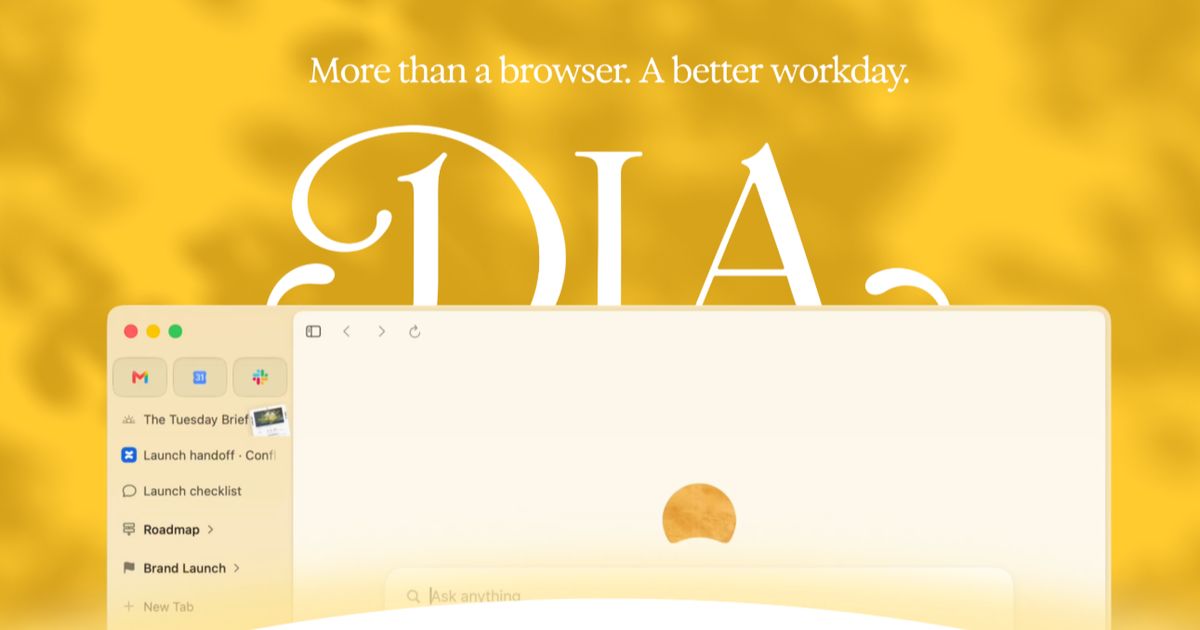 More than a browser. A better workday.
DIA
31
The Tuesday Brief
Launch handoff · Conf
Launch checklist
Roadmap
Brand Launch
New Tab
Ask anything